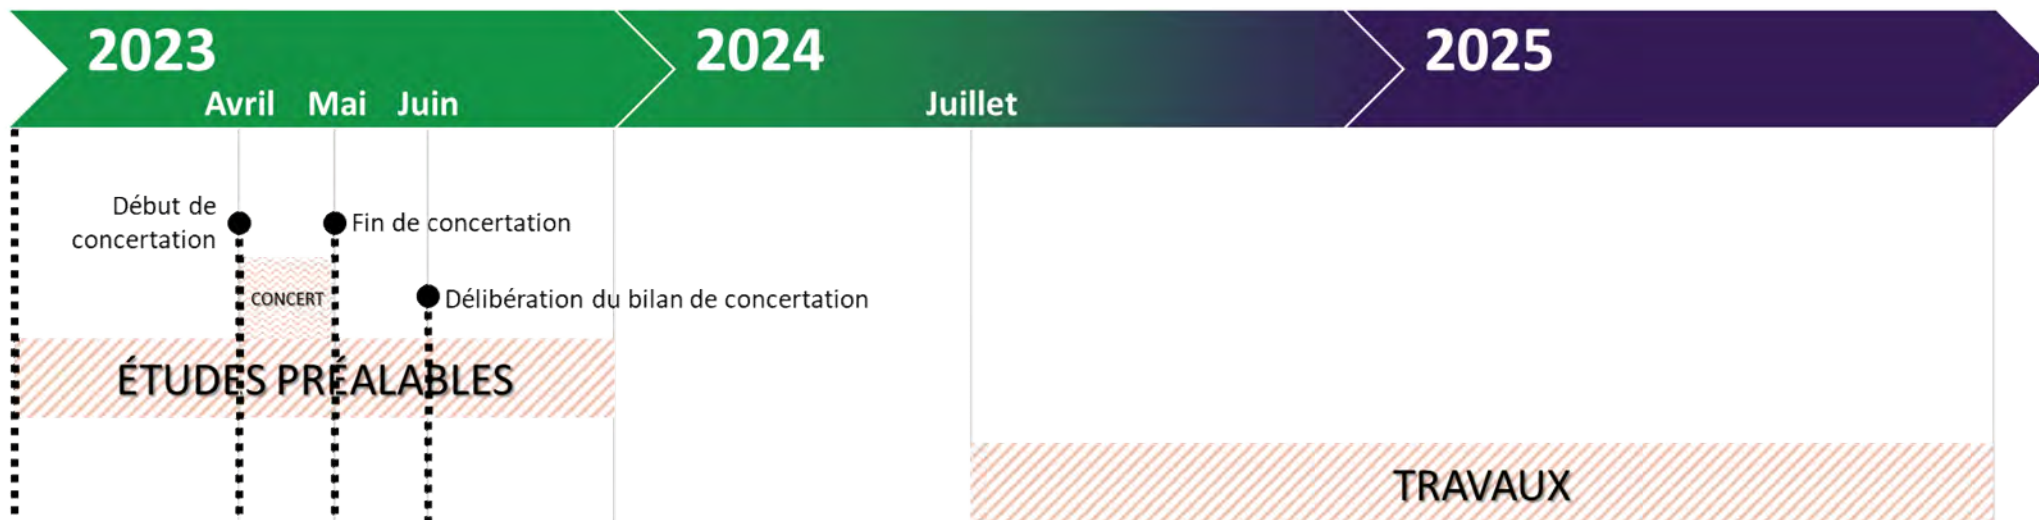 2023
2024
2025
Avril Mai Juin
Juillet
Début de
concertation
Fin de concertation
CONCERT
Délibération du bilan de concertation
ÉTUDES PRÉALABLES
TRAVAUX